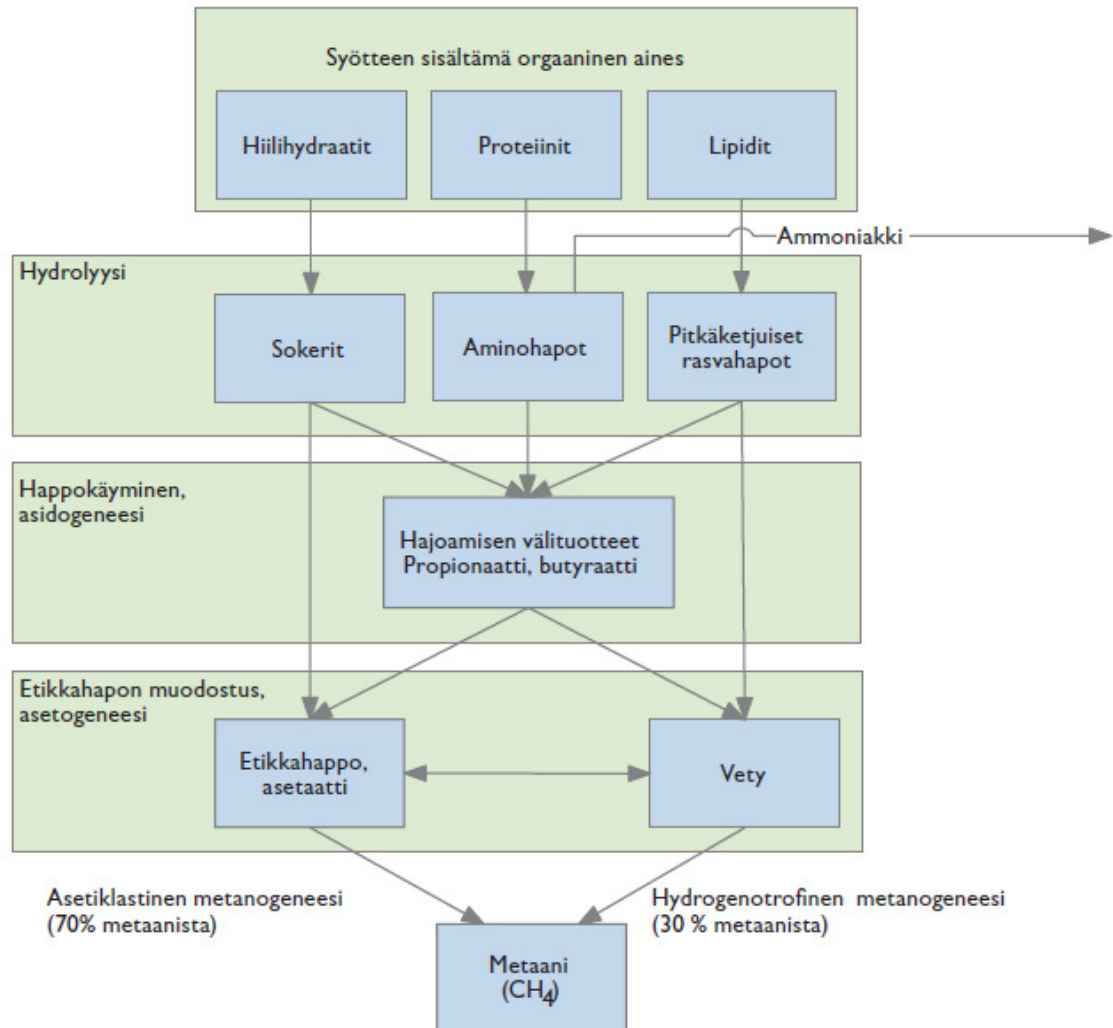 Syötteen sisältämä orgaaninen aines
Hiilihydraatit
Proteiinit
Lipidit
Ammoniakki
Hydrolyysi
Sokerit
Aminohapot
Pitkäketjuiset
rasvahapot
Happokäyminen,
asidogeneesi
Hajoamisen välituotteet
Propionaatti, butyraatti
Etikkahapon muodostus,
asetogeneesi
Etikkahappo,
asetaatti
Vety
Asetiklastinen metanogeneesi
(70% metaanista)
Hydrogenotrofinen metanogeneesi
(30 % metaanista)
Metaani
(CH4)